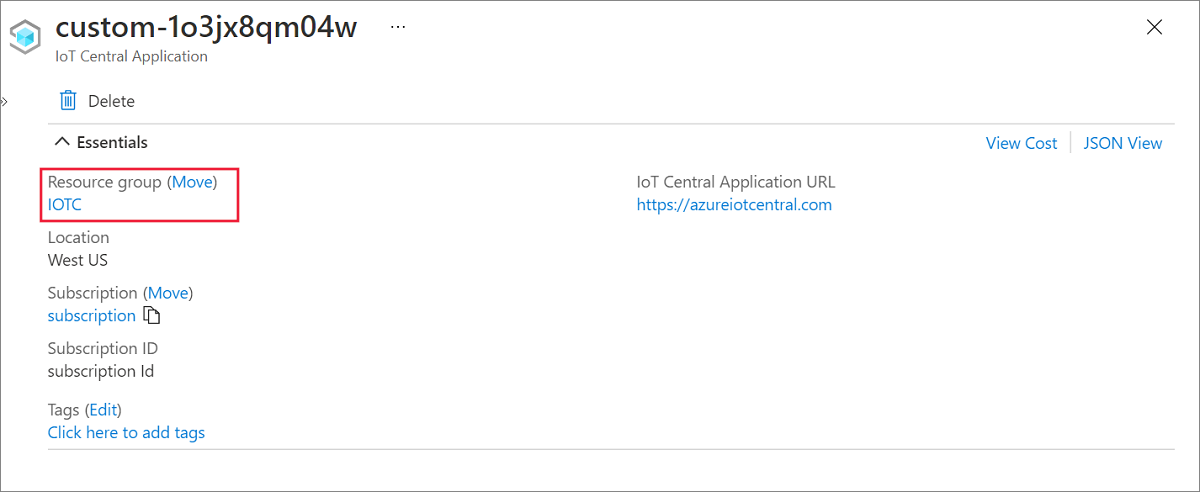 custom-1o3jx8qm04w ...
IoT Central Application
Delete
Essentials
View Cost
JSON View
Resource group (Move)
IOTC
IoT Central Application URL
https://azureiotcentral.com
Location
West US
Subscription (Move)
subscription
Subscription ID
subscription Id
Tags (Edit)
Click here to add tags